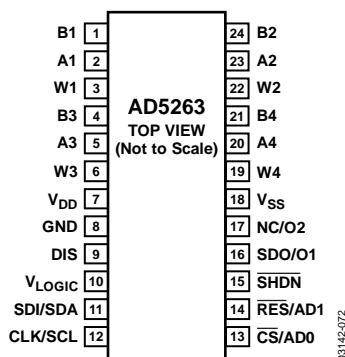 B1 1 24 B2
A1 2 23 A2
W1 3 22 W2
B3 4 21 B4
A3 5 20 A4
W3 6 19 W4
VDD 7 18 VSS
GND 8 17 NC/O2
DIS 9 16 SDO/O1
VLOGIC 10 15 SHDN
SDI/SDA 11 14 RES/AD1
CLK/SCL 12 13 CS/AD0
AD5263
TOP VIEW
(Not to Scale)
03142-072